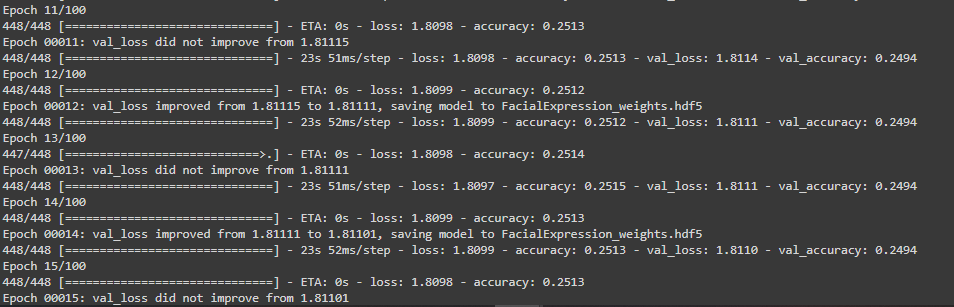 Epoch 11/100
448/448 [==============================] - ETA: 0s - loss: 1.8098 - accuracy: 0.2513
Epoch 00011: val_loss did not improve from 1.81115
448/448 [==============================] - 23s 51ms/step - loss: 1.8098 - accuracy: 0.2513 - val_loss: 1.8114 - val_accuracy: 0.2494
Epoch 12/100
448/448 [==============================] - ETA: 0s - loss: 1.8099 - accuracy: 0.2512
Epoch 00012: val_loss improved from 1.81115 to 1.81111, saving model to FacialExpression_weights.hdf5
448/448 [==============================] - 23s 52ms/step - loss: 1.8099 - accuracy: 0.2512 - val_loss: 1.8111 - val_accuracy: 0.2494
Epoch 13/100
447/448 [============================>.] - ETA: 0s - loss: 1.8098 - accuracy: 0.2514
Epoch 00013: val_loss did not improve from 1.81111
448/448 [==============================] - 23s 51ms/step - loss: 1.8097 - accuracy: 0.2515 - val_loss: 1.8111 - val_accuracy: 0.2494
Epoch 14/100
448/448 [==============================] - ETA: 0s - loss: 1.8099 - accuracy: 0.2513
Epoch 00014: val_loss improved from 1.81111 to 1.81101, saving model to FacialExpression_weights.hdf5
448/448 [==============================] - 23s 52ms/step - loss: 1.8099 - accuracy: 0.2513 - val_loss: 1.8110 - val_accuracy: 0.2494
Epoch 15/100
448/448 [==============================] - ETA: 0s - loss: 1.8098 - accuracy: 0.2513
Epoch 00015: val_loss did not improve from 1.81101